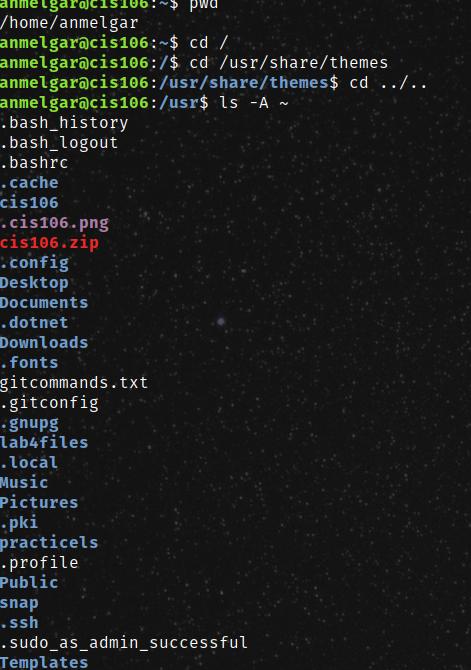 anmelgar@cis106:~$ pwd
/home/anmelgar
anmelgar@cis106:~$ cd /
anmelgar@cis106:/$ cd /usr/share/themes
anmelgar@cis106:/usr/share/themes$ cd ../..
anmelgar@cis106:/usr$ ls -A ~
.bash_history
.bash_logout
.bashrc
.cache
cis106
.cis106.png
cis106.zip
.config
Desktop
Documents
.dotnet
Downloads
.fonts
gitcommands.txt
.gitconfig
.gnupg
lab4files
.local
Music
Pictures
.pki
practicels
.profile
Public
snap
.ssh
.sudo_as_admin_successful
Templates